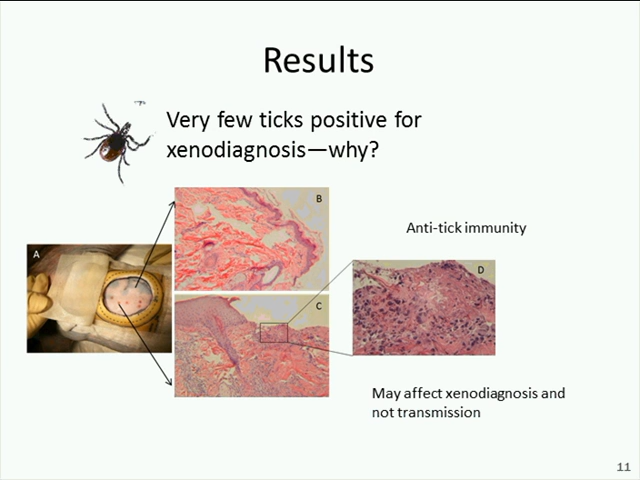 Results
Very few ticks positive for
xenodiagnosis—why?
A
B
Anti-tick immunity
C
D
May affect xenodiagnosis and
not transmission
11